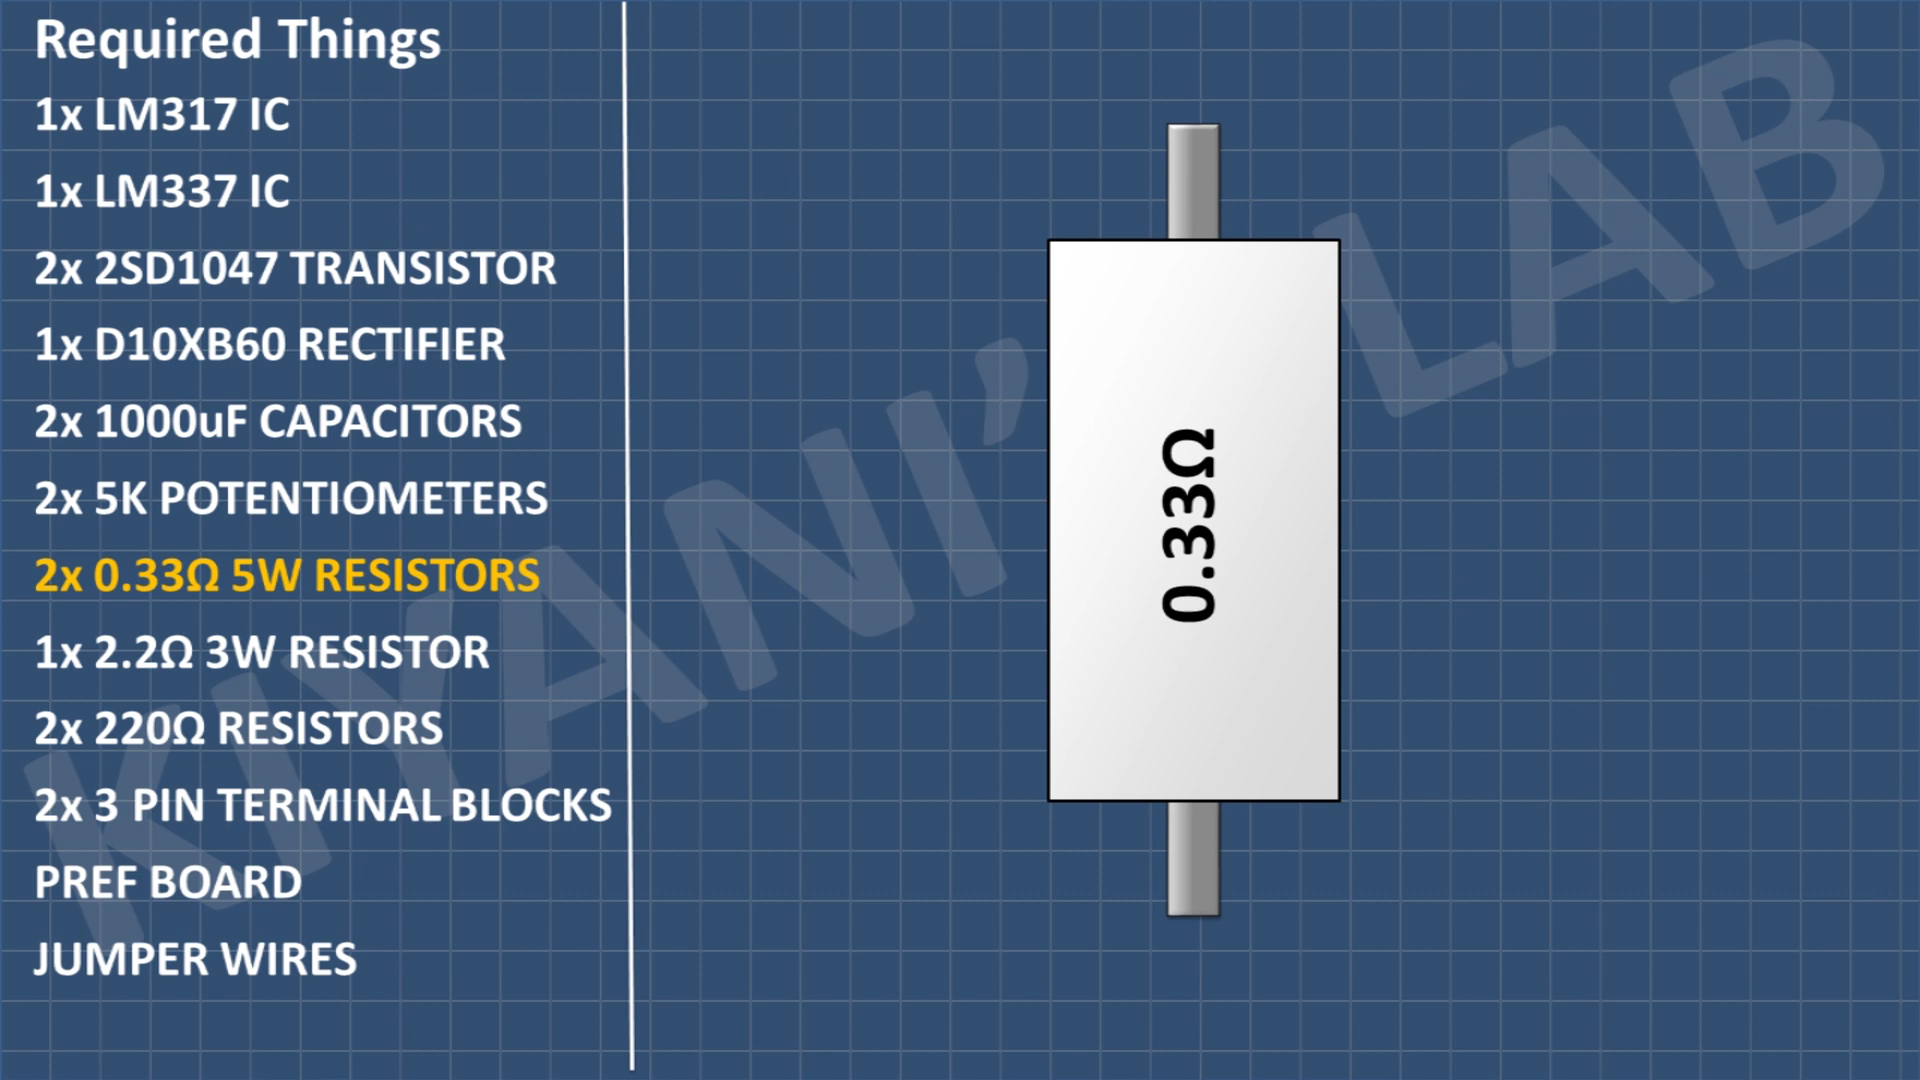 Required Things
1x LM317 IC
1x LM337 IC
2x 2SD1047 TRANSISTOR
1x D10XB60 RECTIFIER
2x 1000uF CAPACITORS
2x 5K POTENTIOMETERS
2x 0.33Ω 5W RESISTORS
1x 2.2Ω 3W RESISTOR
2x 220Ω RESISTORS
2x 3 PIN TERMINAL BLOCKS
PREF BOARD
JUMPER WIRES
0.33Ω
KIYANI’ LAB